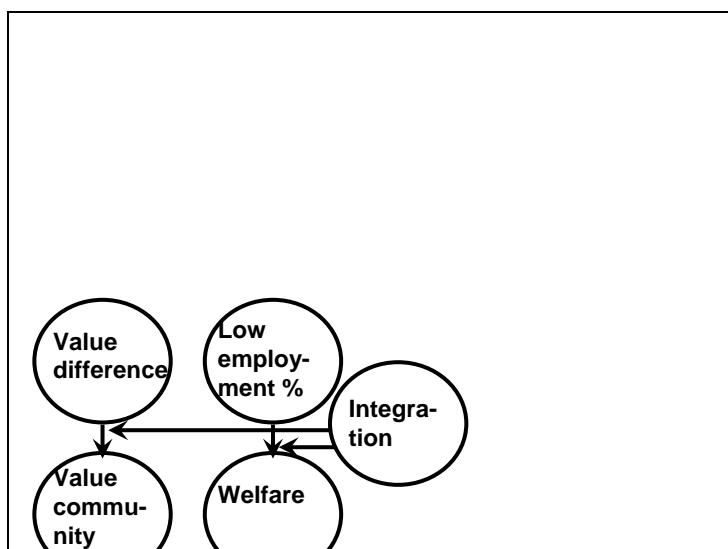 Value
difference
Low
employ-
ment %
Integra-
tion
Value
commu-
nity
Welfare